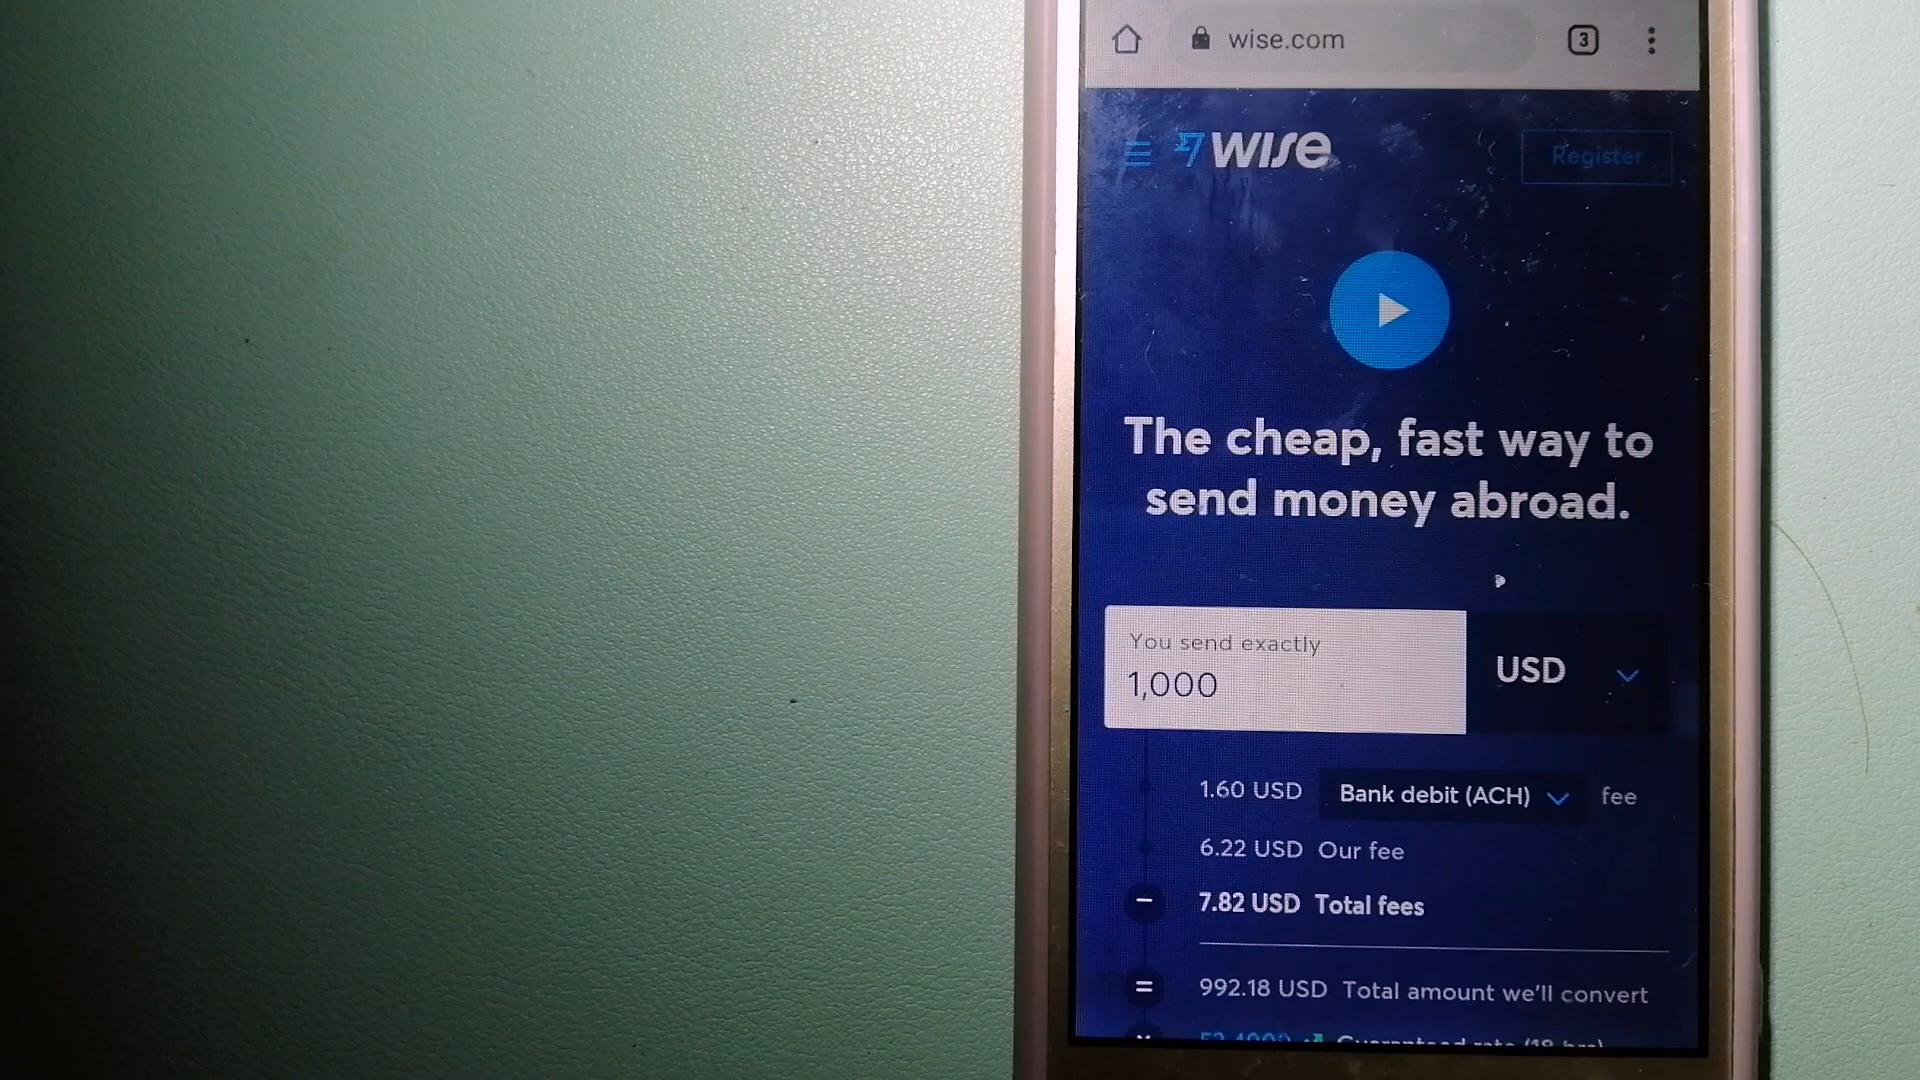 wise.com
3
wise
Register
The cheap, fast way to
send money abroad.
You send exactly
1,000
USD
1.60 USD Bank debit (ACH) fee
6.22 USD Our fee
7.82 USD Total fees
992.18 USD Total amount we'll convert
Guaranteed rate